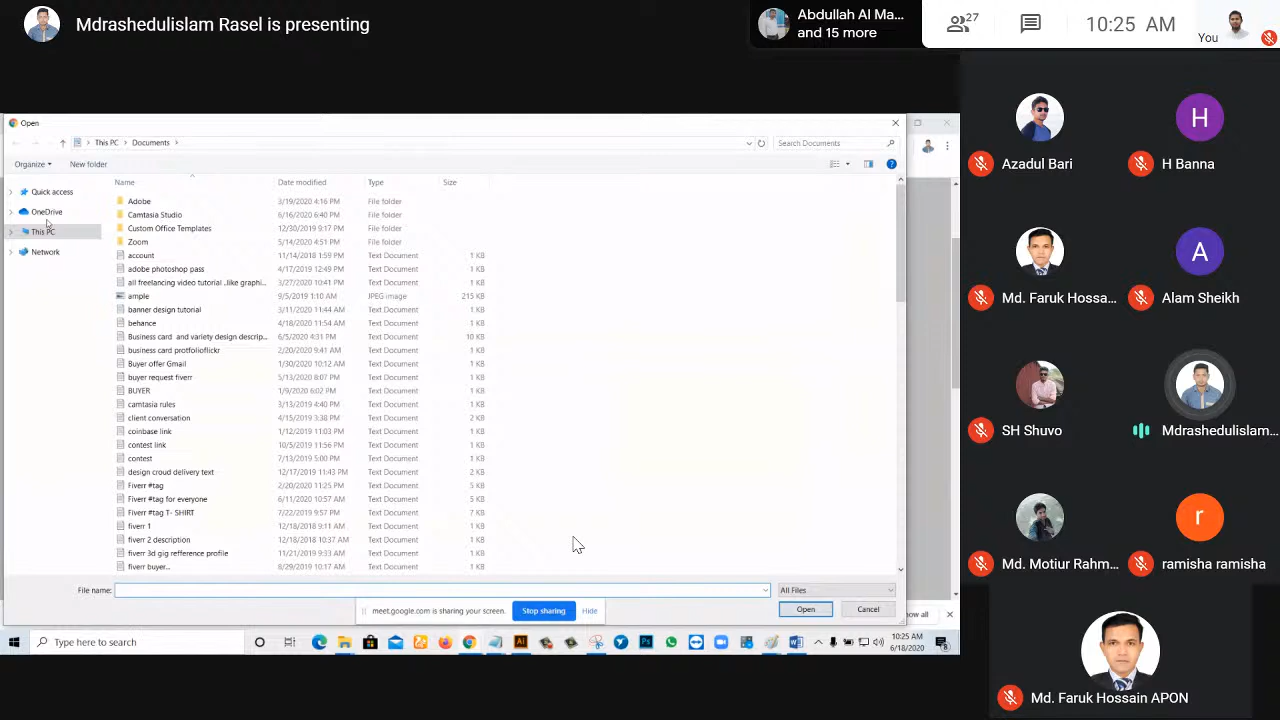 Mdrashedulislam Rasel is presenting
Abdullah Al Ma...
and 15 more
27
10:25 AM
You
Open
This PC
Documents
Search Documents
Organize
New folder
Quick access
OneDrive
This PC
Network
Name Date modified Type Size
Adobe 3/19/2020 4:16 PM File folder
Camtasia Studio 6/16/2020 6:40 PM File folder
Custom Office Templates 12/30/2019 9:17 PM File folder
Zoom 5/14/2020 4:51 PM File folder
account 11/14/2018 1:59 PM Text Document 1 KB
adobe photoshop pass 4/17/2019 12:49 PM Text Document 1 KB
all freelancing video tutorial ..like graphi... 3/27/2020 10:41 PM Text Document 1 KB
ample 9/5/2019 1:10 AM JPEG image 215 KB
banner design tutorial 3/11/2020 11:44 AM Text Document 1 KB
behance 4/18/2020 11:54 AM Text Document 1 KB
Business card and variety design descrip... 6/5/2020 4:31 PM Text Document 10 KB
business card protfolioflickr 2/20/2020 9:41 AM Text Document 1 KB
Buyer offer Gmail 1/30/2020 10:12 AM Text Document 1 KB
buyer request fiverr 5/13/2020 8:07 PM Text Document 1 KB
BUYER 1/9/2020 6:02 PM Text Document 1 KB
camtasia rules 3/13/2019 4:40 PM Text Document 1 KB
client conversation 4/15/2019 3:38 PM Text Document 2 KB
coinbase link 1/12/2019 11:03 PM Text Document 1 KB
contest link 10/5/2019 11:56 PM Text Document 1 KB
contest 7/13/2019 5:00 PM Text Document 1 KB
design croud delivery text 12/17/2019 11:43 PM Text Document 2 KB
Fiverr #tag 2/20/2020 11:25 PM Text Document 5 KB
Fiverr #tag for everyone 6/11/2020 10:57 AM Text Document 5 KB
Fiverr #tag T- SHIRT 7/22/2019 9:57 PM Text Document 7 KB
fiverr 1 12/18/2018 9:11 AM Text Document 1 KB
fiverr 2 description 12/18/2018 10:37 AM Text Document 1 KB
fiverr 3d gig refference profile 11/21/2019 9:33 AM Text Document 1 KB
fiverr buyer... 8/29/2019 10:17 AM Text Document 1 KB
File name:
All Files
Open
Cancel
meet.google.com is sharing your screen.
Stop sharing
Hide
Type here to search
10:25 AM
6/18/2020
Azadul Bari
H
H Banna
Md. Faruk Hossa...
A
Alam Sheikh
SH Shuvo
Mdrashedulislam...
Md. Motiur Rahm...
r
ramisha ramisha
Md. Faruk Hossain APON